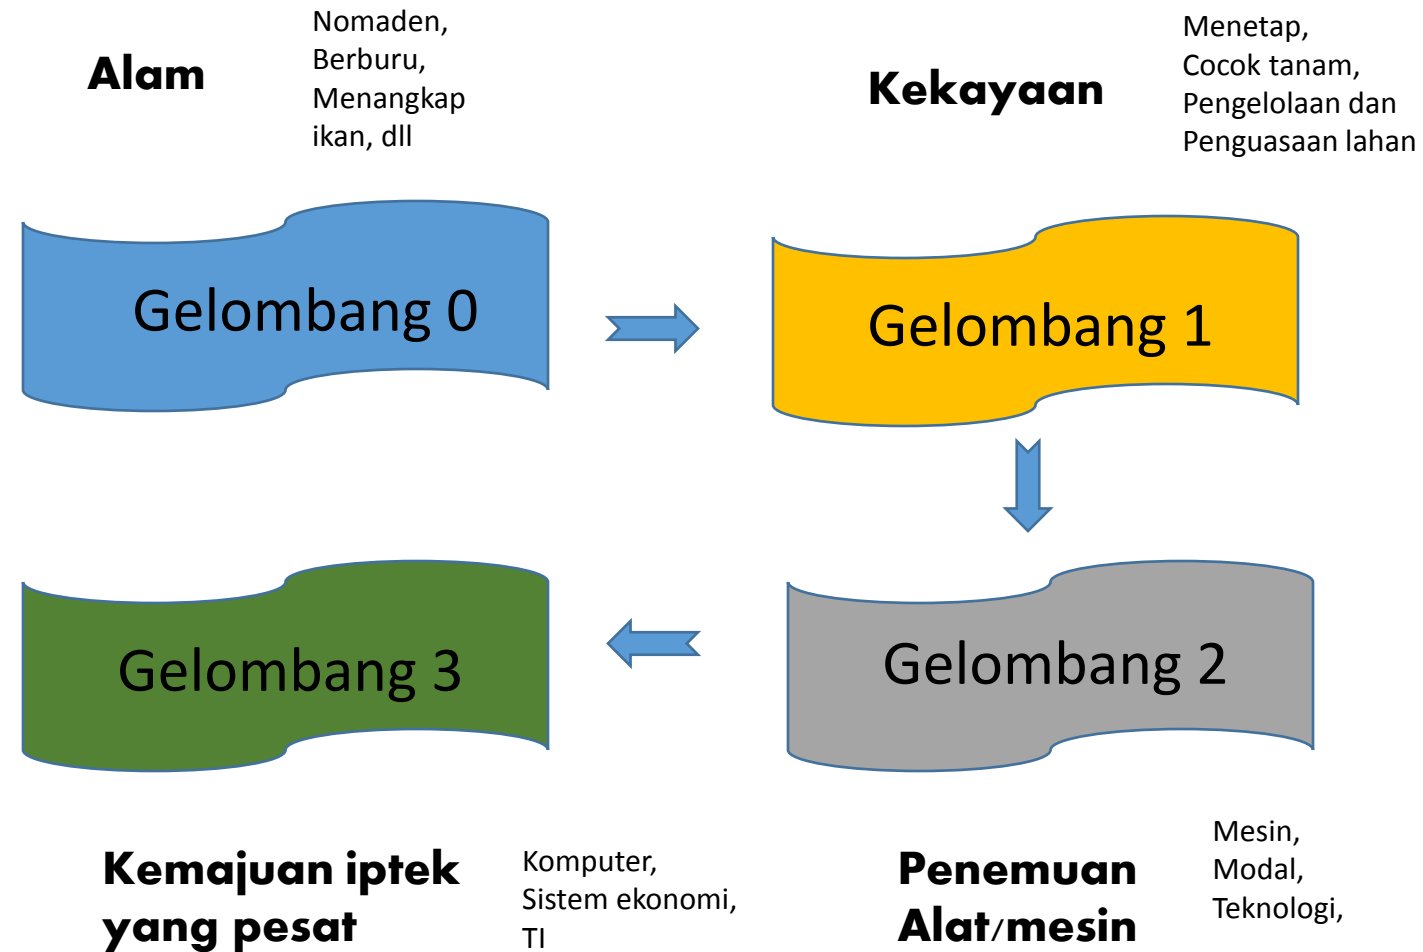 Alam
Nomaden,
Berburu,
Menangkap
ikan, dll
Kekayaan
Menetap,
Cocok tanam,
Pengelolaan dan
Penguasaan lahan
Gelombang 0
Gelombang 1
Gelombang 3
Gelombang 2
Kemajuan iptek
yang pesat
Komputer,
Sistem ekonomi,
TI
Penemuan
Alat/mesin
Mesin,
Modal,
Teknologi,